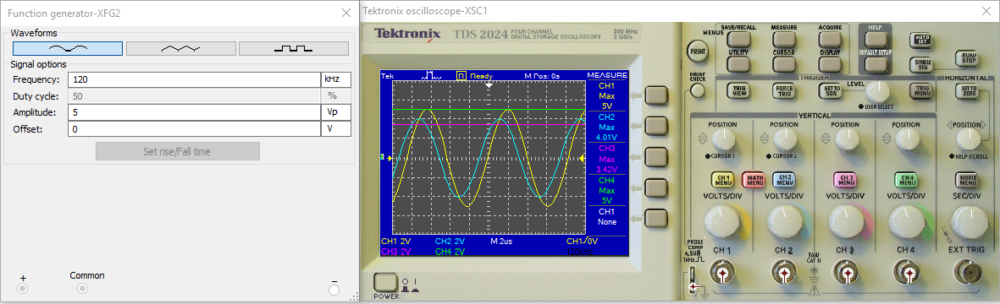 Function generator-XFG2
Waveforms
Signal options
Frequency: 120 kHz
Duty cycle: 50 %
Amplitude: 5 Vp
Offset: 0 V
Set rise/Fall time
+
Common
−
Tektronix oscilloscope-XSC1
Tektronix TDS 2024 FOUR CHANNEL
DIGITAL STORAGE OSCILLOSCOPE
200 MHz
2 GS/s
Tek R Ready M Pos: 0s MEASURE
CH1
Max
5V
CH2
Max
4.01V
CH3
Max
3.42V
CH4
Max
5V
CH1
None
CH1 2V CH2 2V M 2us CH1 0V
CH3 2V CH4 2V
POWER
PRINT
PROBE
CHECK
MENUS
SAVE/RECALL MEASURE ACQUIRE
UTILITY CURSOR DISPLAY
HELP
DEFAULT SETUP
AUTO
SET
SINGLE
SEQ
RUN/
STOP
TRIGGER
TRIG
VIEW
FORCE
TRIG
SET TO
50%
LEVEL
USER SELECT
TRIG
MENU
HORIZONTAL
SET TO
ZERO
VERTICAL
POSITION POSITION POSITION POSITION POSITION
CURSOR 1 CURSOR 2 HELP SCROLL
CH 1
MENU
MATH
MENU
CH 2
MENU
CH 3
MENU
CH 4
MENU
HORIZ
MENU
VOLTS/DIV VOLTS/DIV VOLTS/DIV VOLTS/DIV SEC/DIV
PROBE
COMP
~5V@
1kHz
CH 1 CH 2 300V
CAT II CH 3 CH 4 EXT TRIG